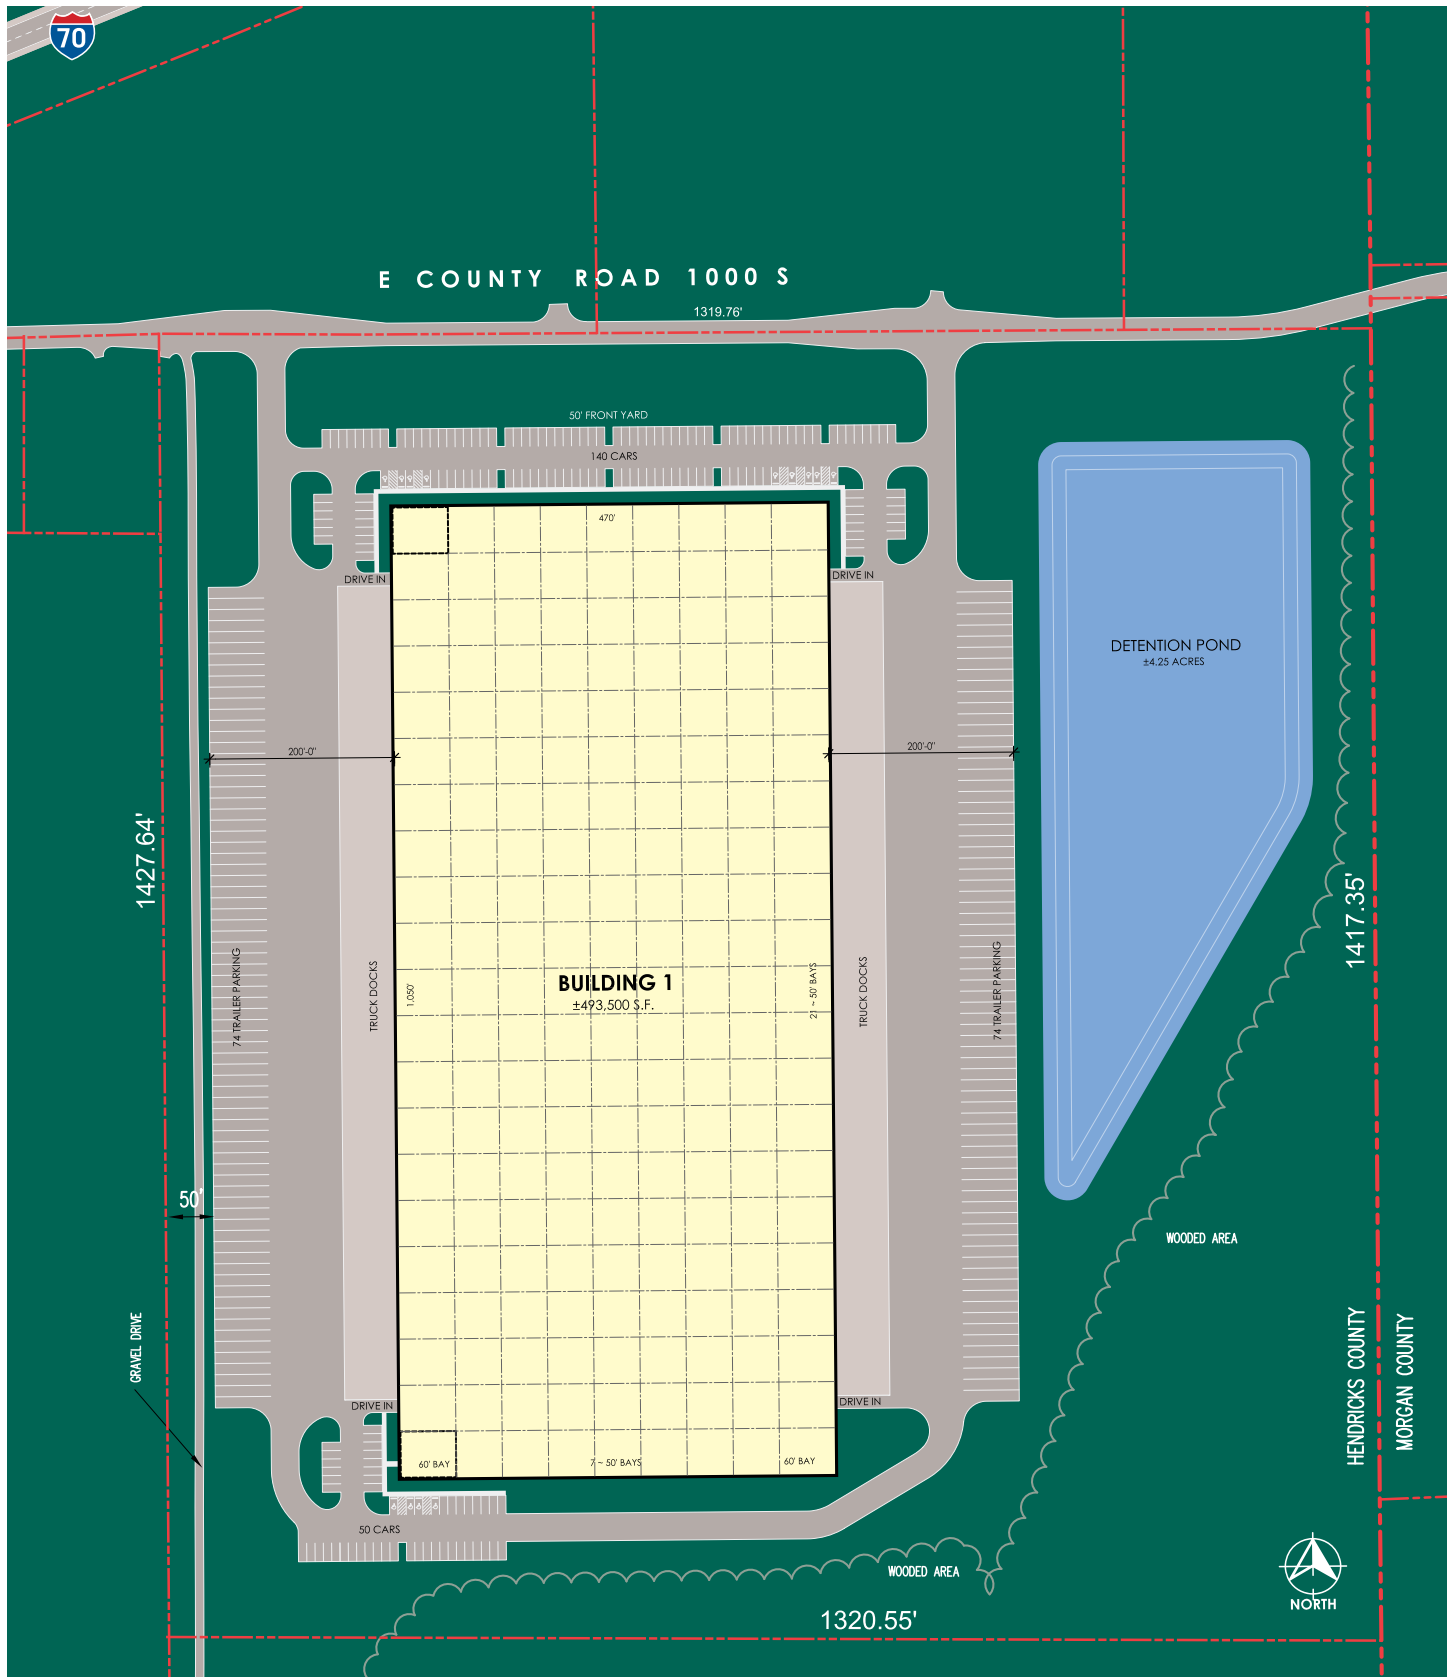 70
E COUNTY ROAD 1000 S
1319.76'
50' FRONT YARD
140 CARS
470'
DRIVE IN
DRIVE IN
DETENTION POND
±4.25 ACRES
200'-0"
200'-0"
1427.64'
1417.35'
74 TRAILER PARKING
TRUCK DOCKS
1,050'
BUILDING 1
±493,500 S.F.
21 ~ 50' BAYS
TRUCK DOCKS
74 TRAILER PARKING
50'
WOODED AREA
GRAVEL DRIVE
HENDRICKS COUNTY
MORGAN COUNTY
DRIVE IN
DRIVE IN
60' BAY
7 ~ 50' BAYS
60' BAY
50 CARS
WOODED AREA
NORTH
1320.55'